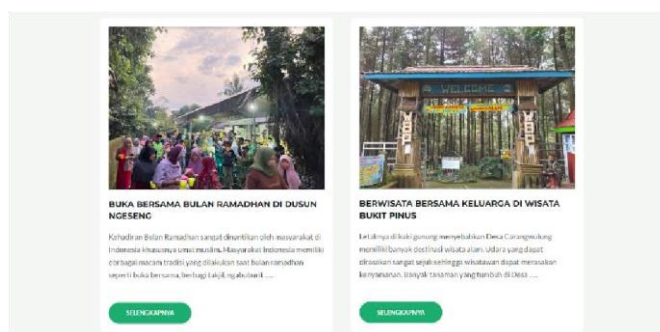 WELCOME
BUKA BERSAMA BULAN RAMADHAN DI DUSUN
NGESENG
Kehadiran Bulan Ramadhan sangat dinantikan oleh masyarakat di
Indonesia khususnya umat muslim. Masyarakat Indonesia memiliki
berbagai macam tradisi yang dilakukan saat bulan ramadhan
seperti buka bersama, berbagi takjil, ngabuburit .....
SELENGKAPNYA
BERWISATA BERSAMA KELUARGA DI WISATA
BUKIT PINUS
Letaknya di kaki gunung menyebabkan Desa Carangwulung
memiliki banyak destinasi wisata alam. Udara yang dapat
dirasakan sangat sejuk sehingga wisatawan dapat merasakan
kenyamanan. Banyak tanaman yang tumbuh di Desa .....
SELENGKAPNYA